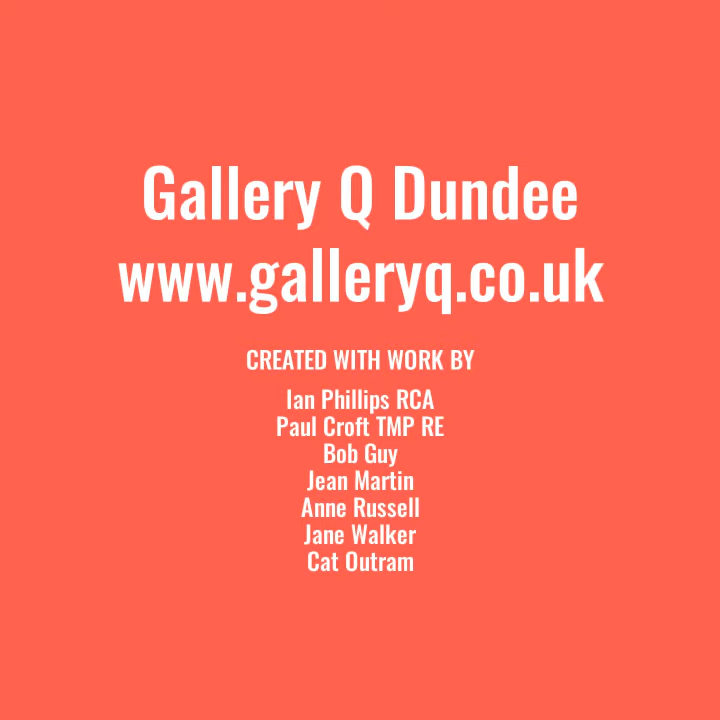 Gallery Q Dundee
www.galleryq.co.uk
CREATED WITH WORK BY
Ian Phillips RCA
Paul Croft TMP RE
Bob Guy
Jean Martin
Anne Russell
Jane Walker
Cat Outram